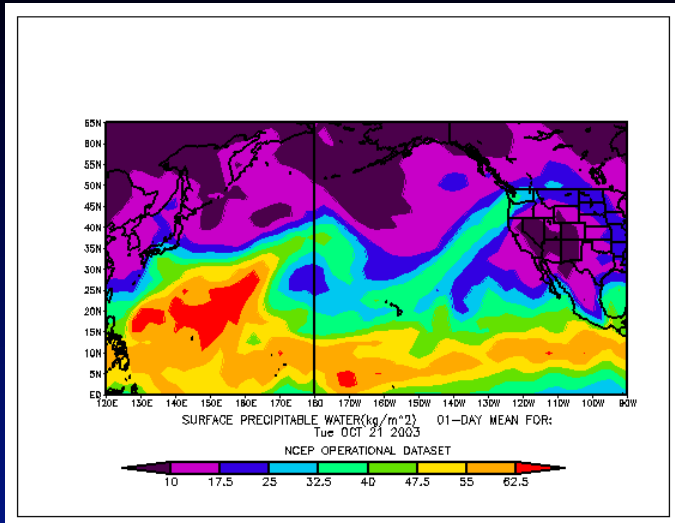 65N
60N
55N
50N
45N
40N
35N
30N
25N
20N
15N
10N
5N
EQ
120E 130E 140E 150E 160E 170E 180 170W 160W 150W 140W 130W 120W 110W 100W 90W
SURFACE PRECIPITABLE WATER(kg/m^2) 01-DAY MEAN FOR:
Tue OCT 21 2003
NCEP OPERATIONAL DATASET
10 17.5 25 32.5 40 47.5 55 62.5